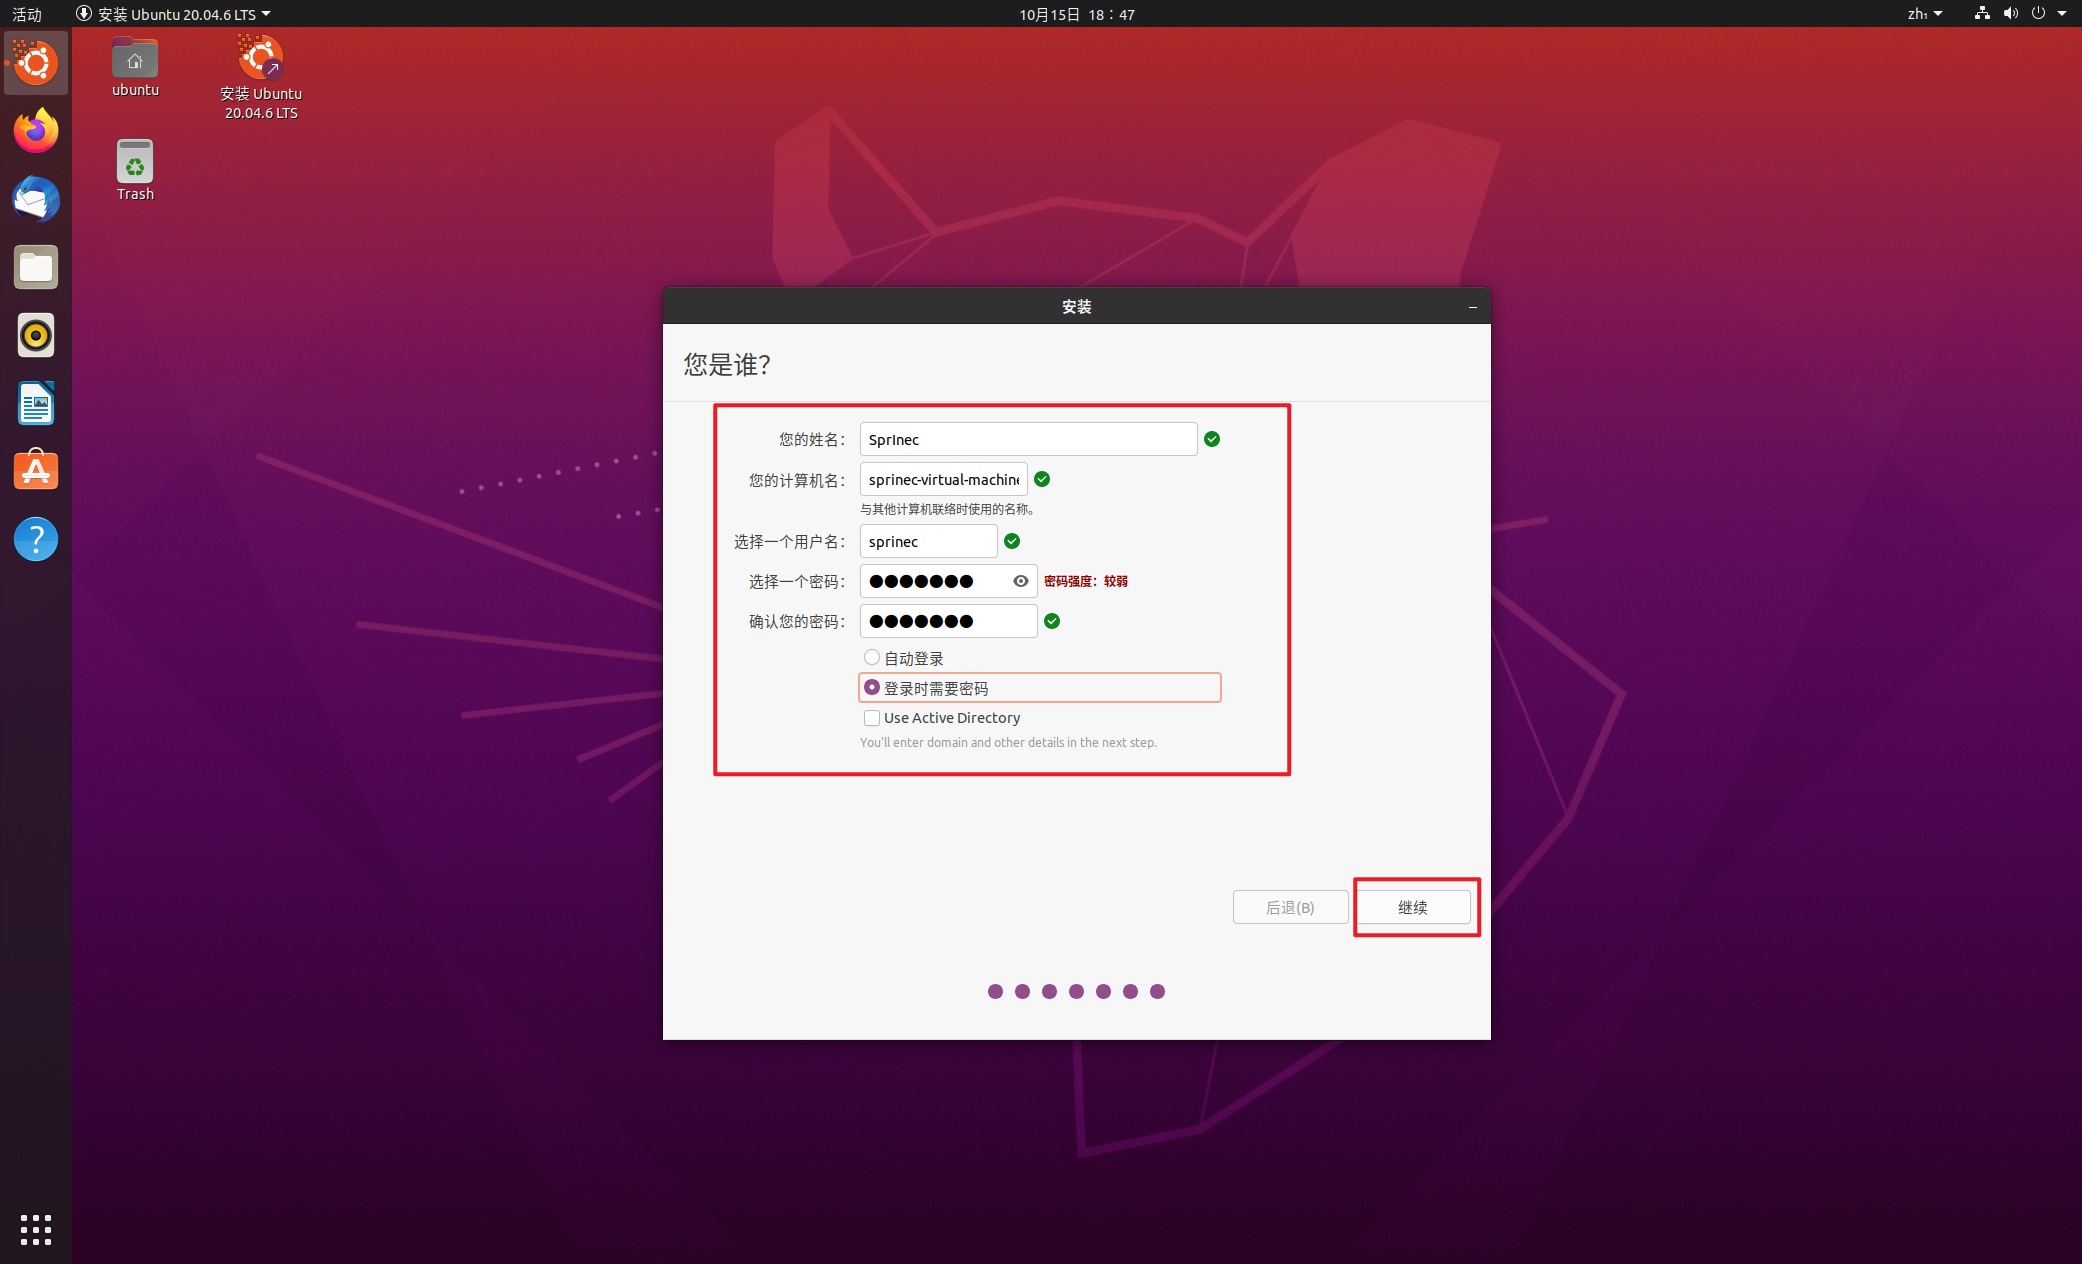 活动
安装 Ubuntu 20.04.6 LTS
10月15日 18：47
zh₁
ubuntu
安装 Ubuntu
20.04.6 LTS
Trash
安装
您是谁？
您的姓名：
SprInec
您的计算机名：
sprinec-virtual-machine
与其他计算机联络时使用的名称。
选择一个用户名：
sprinec
选择一个密码：
●●●●●●●
密码强度：较弱
确认您的密码：
●●●●●●●
自动登录
登录时需要密码
Use Active Directory
You'll enter domain and other details in the next step.
后退(B)
继续